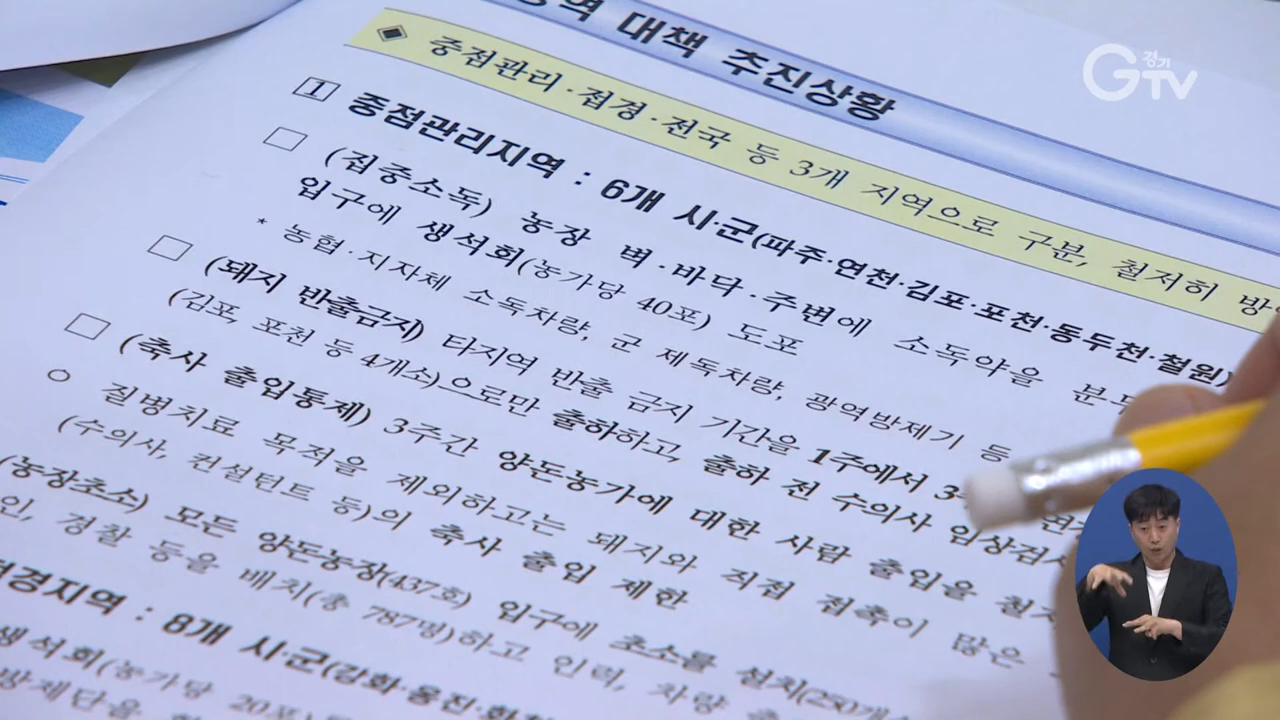 대책 추진상황
경기
GTV
◈ 중점관리·접경·전국 등 3개 지역으로 구분, 철저히
1 중점관리지역 : 6개 시·군(파주·연천·김포·포천·동두천·철원)
□ (집중소독) 농장 벽·바닥·주변에 소독약을
입구에 생석회(농가당 40포) 도포
* 농협·지자체 소독차량, 군 제독차량, 광역방제기 등
□ (돼지 반출금지) 타지역 반출 금지 기간을 1주에서
(김포, 포천 등 4개소)으로만 출하하고, 출하 전 수의사 임상검사
□ (축사 출입통제) 3주간 양돈농가에 대한 사람 출입을
○ 질병치료 목적을 제외하고는 돼지와 직접 접촉이 많은
(수의사, 컨설턴트 등)의 축사 출입 제한
(농장초소) 모든 양돈농장(437호) 입구에 초소를 설치(250개소
인, 경찰 등을 배치(총 787명)하고 인력, 차량
접경지역 : 8개 시·군(강화·옹진·
생석회(농가당 20포)